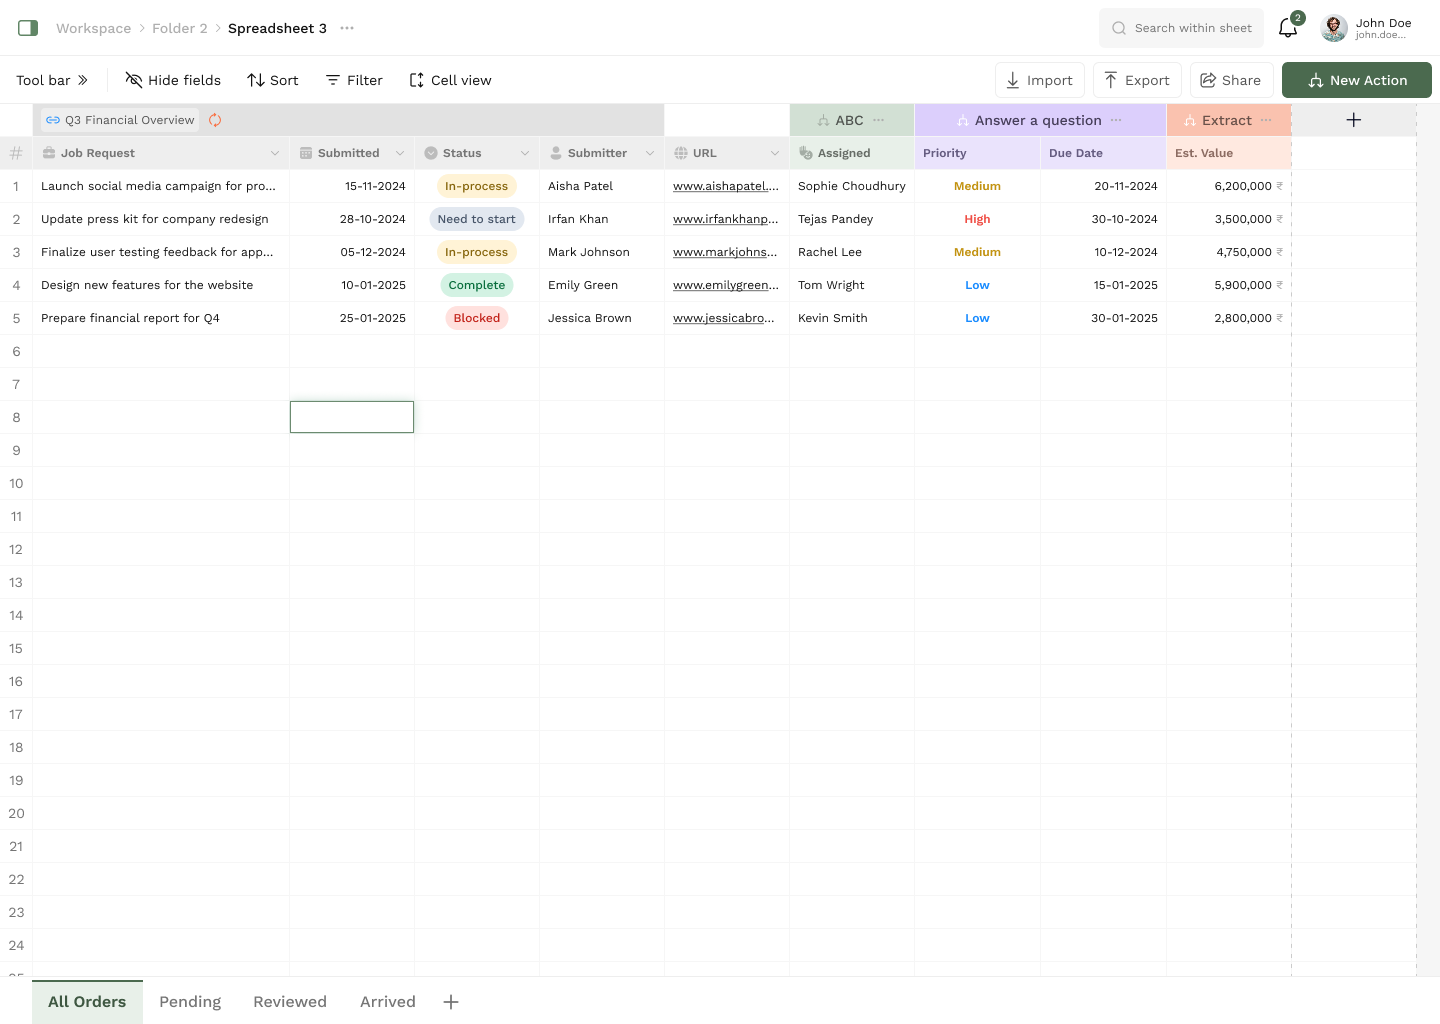 Workspace > Folder 2 > Spreadsheet 3 ...
Search within sheet
2
John Doe
john.doe...
Tool bar
Hide fields
Sort
Filter
Cell view
Import
Export
Share
New Action
Q3 Financial Overview
ABC ...
Answer a question ...
Extract ...
+
# Job Request Submitted Status Submitter URL Assigned Priority Due Date Est. Value
1 Launch social media campaign for pro... 15-11-2024 In-process Aisha Patel www.aishapatel.... Sophie Choudhury Medium 20-11-2024 6,200,000 ₹
2 Update press kit for company redesign 28-10-2024 Need to start Irfan Khan www.irfankhanp... Tejas Pandey High 30-10-2024 3,500,000 ₹
3 Finalize user testing feedback for app... 05-12-2024 In-process Mark Johnson www.markjohns... Rachel Lee Medium 10-12-2024 4,750,000 ₹
4 Design new features for the website 10-01-2025 Complete Emily Green www.emilygreen... Tom Wright Low 15-01-2025 5,900,000 ₹
5 Prepare financial report for Q4 25-01-2025 Blocked Jessica Brown www.jessicabro... Kevin Smith Low 30-01-2025 2,800,000 ₹
6
7
8
9
10
11
12
13
14
15
16
17
18
19
20
21
22
23
24
All Orders Pending Reviewed Arrived +